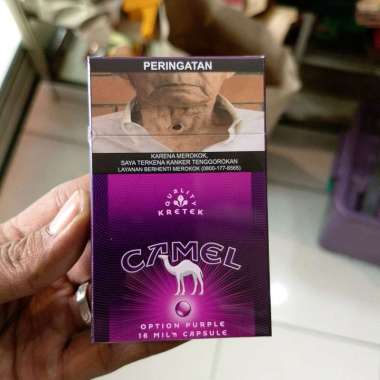 PERINGATAN
KARENA MEROKOK,
SAYA TERKENA KANKER TENGGOROKAN
LAYANAN BERHENTI MEROKOK (0800-177-6565)
QUALITY
KRETEK
CAMEL
OPTION PURPLE
16 MILD CAPSULE